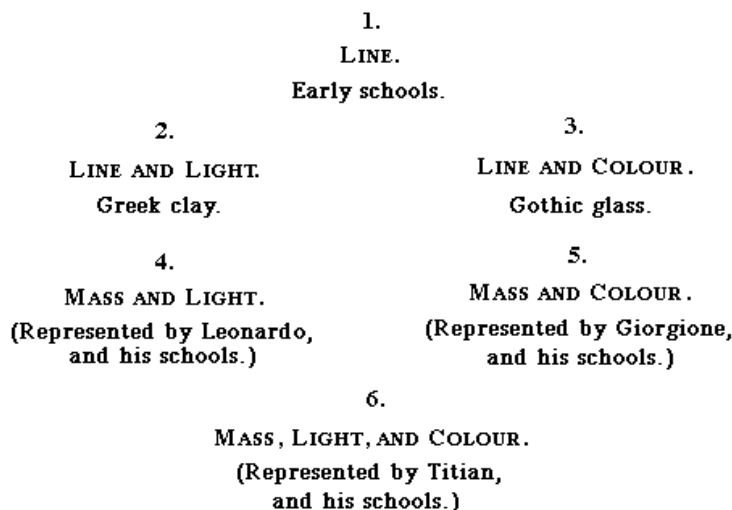 1.
LINE.
Early schools.
2.
LINE AND LIGHT.
Greek clay.
3.
LINE AND COLOUR.
Gothic glass.
4.
MASS AND LIGHT.
(Represented by Leonardo,
and his schools.)
5.
MASS AND COLOUR.
(Represented by Giorgione,
and his schools.)
6.
MASS, LIGHT, AND COLOUR.
(Represented by Titian,
and his schools.)